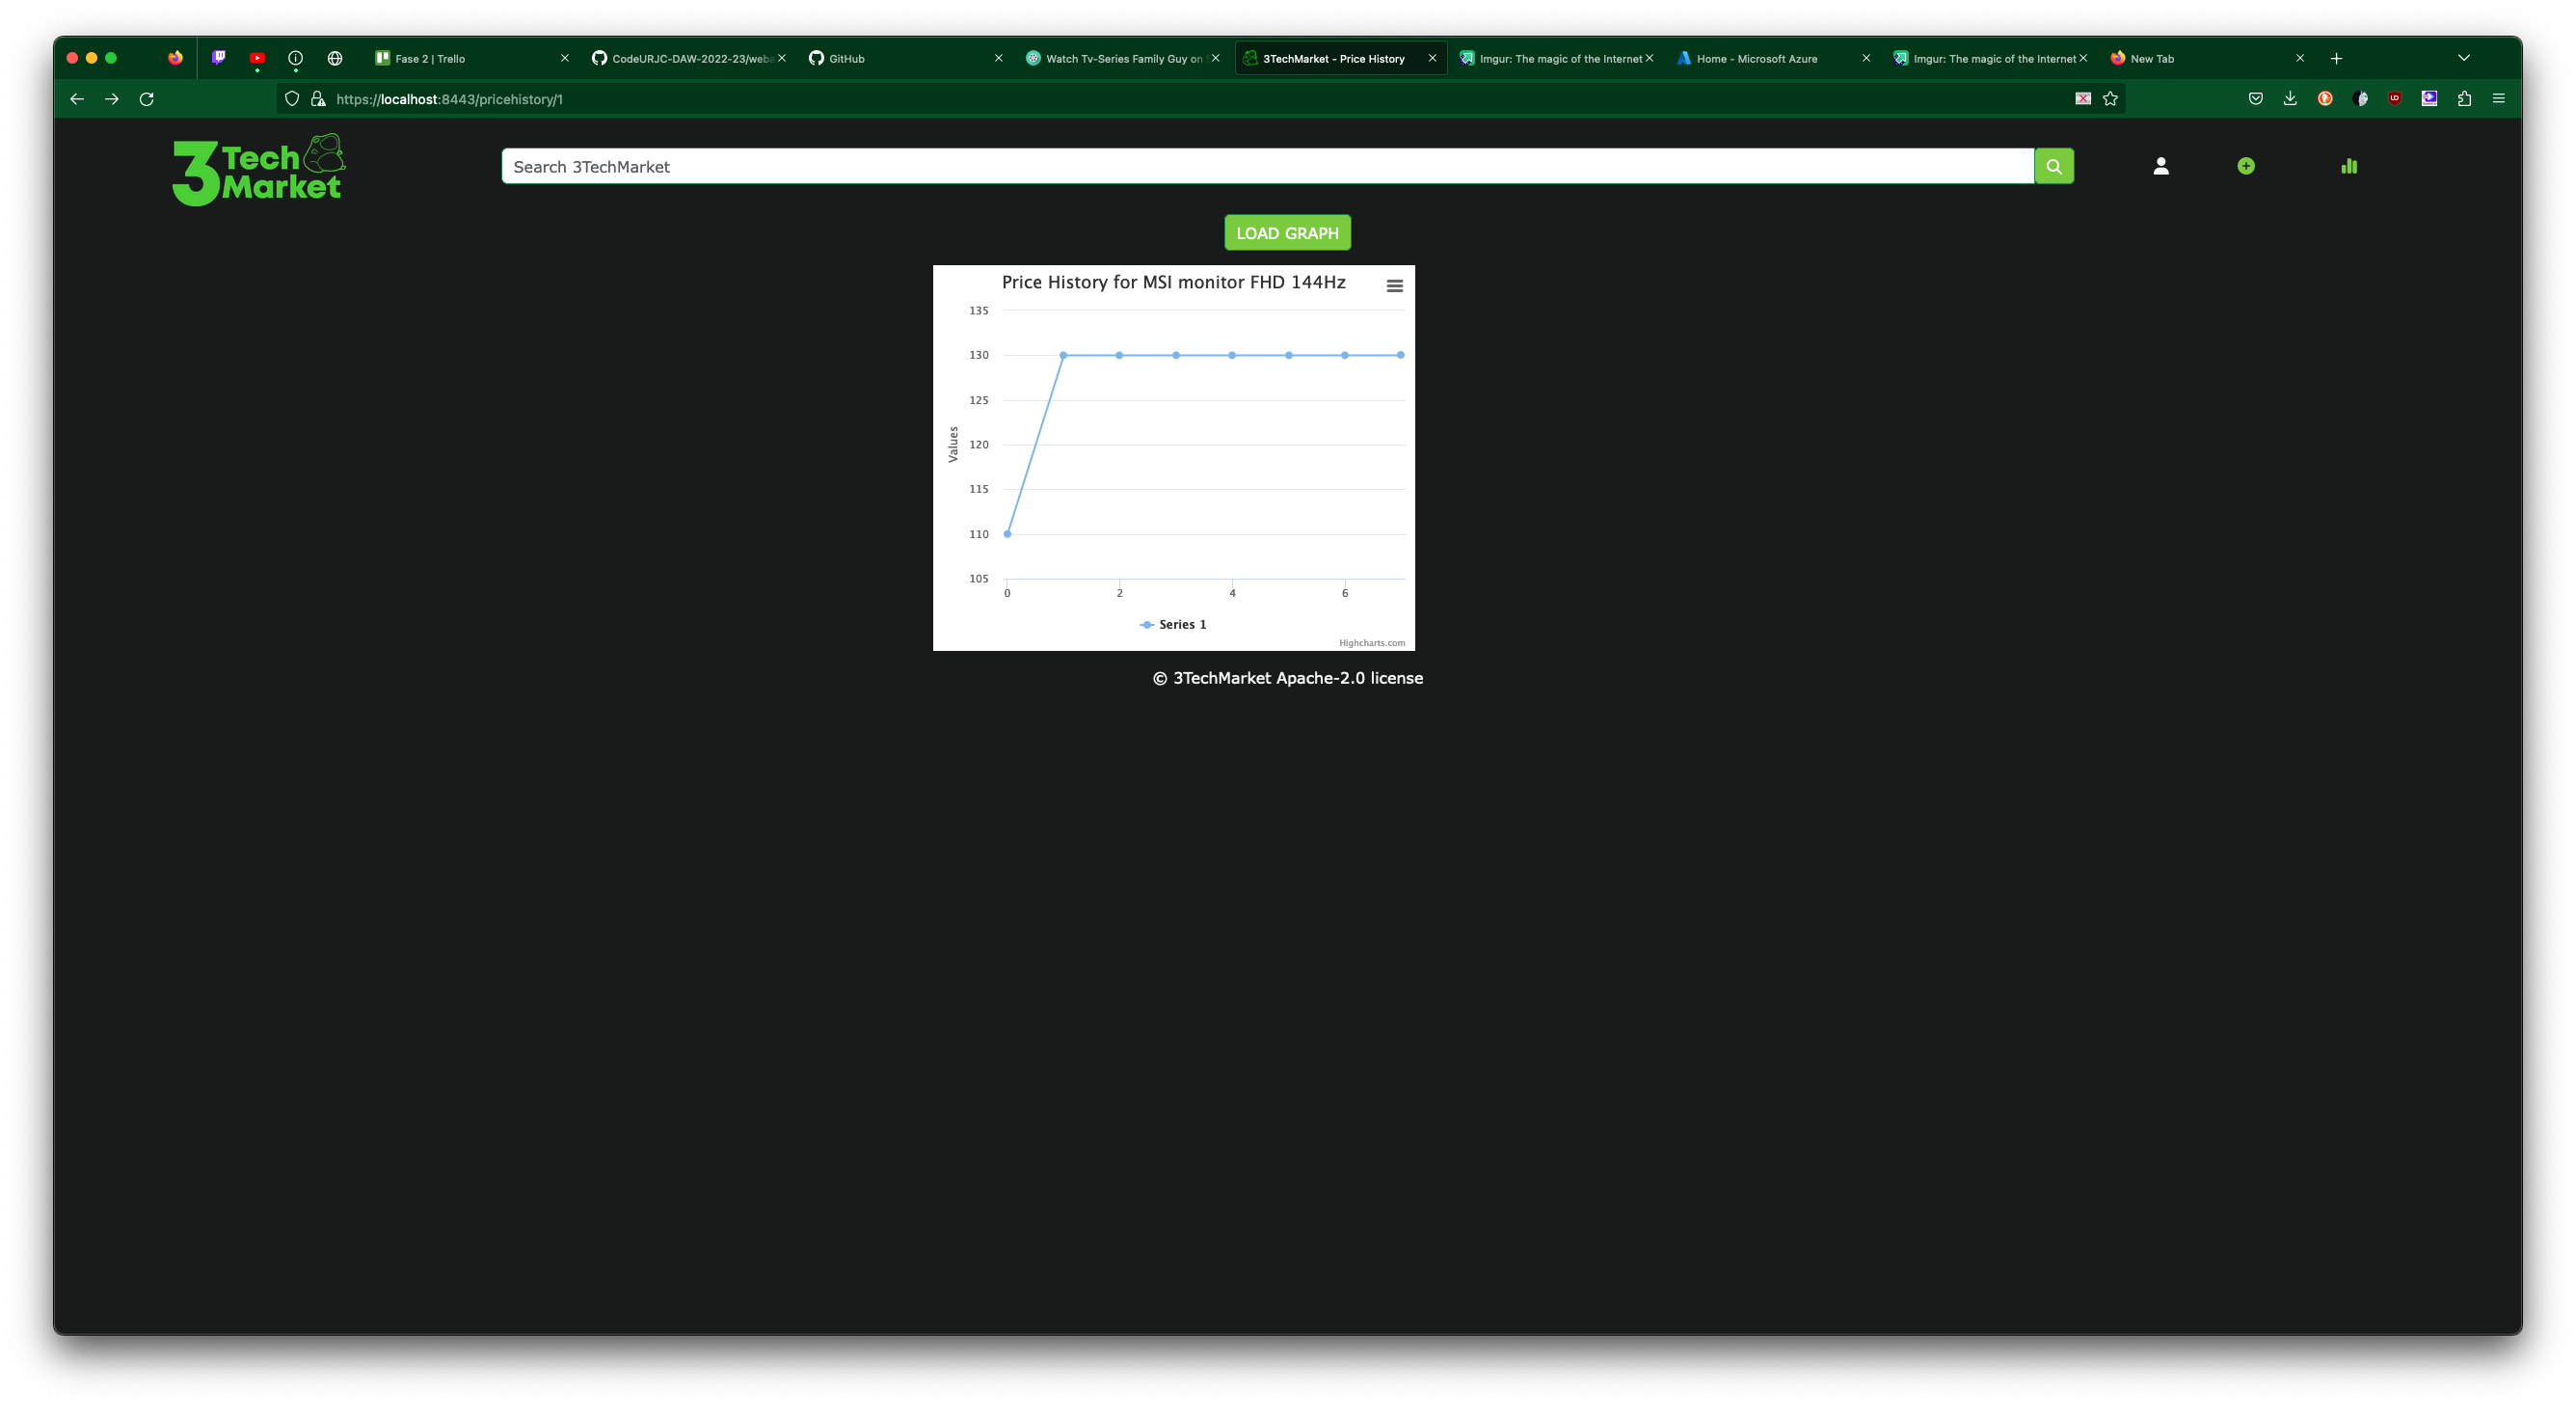 Fase 2 | Trello
CodeURJC-DAW-2022-23/weba
GitHub
Watch Tv-Series Family Guy on
3TechMarket - Price History
Imgur: The magic of the Internet
Home - Microsoft Azure
Imgur: The magic of the Internet
New Tab
https://localhost:8443/pricehistory/1
3 Tech
Market
Search 3TechMarket
LOAD GRAPH
Price History for MSI monitor FHD 144Hz
135
130
125
120
115
110
105
Values
0 2 4 6
Series 1
Highcharts.com
© 3TechMarket Apache-2.0 license